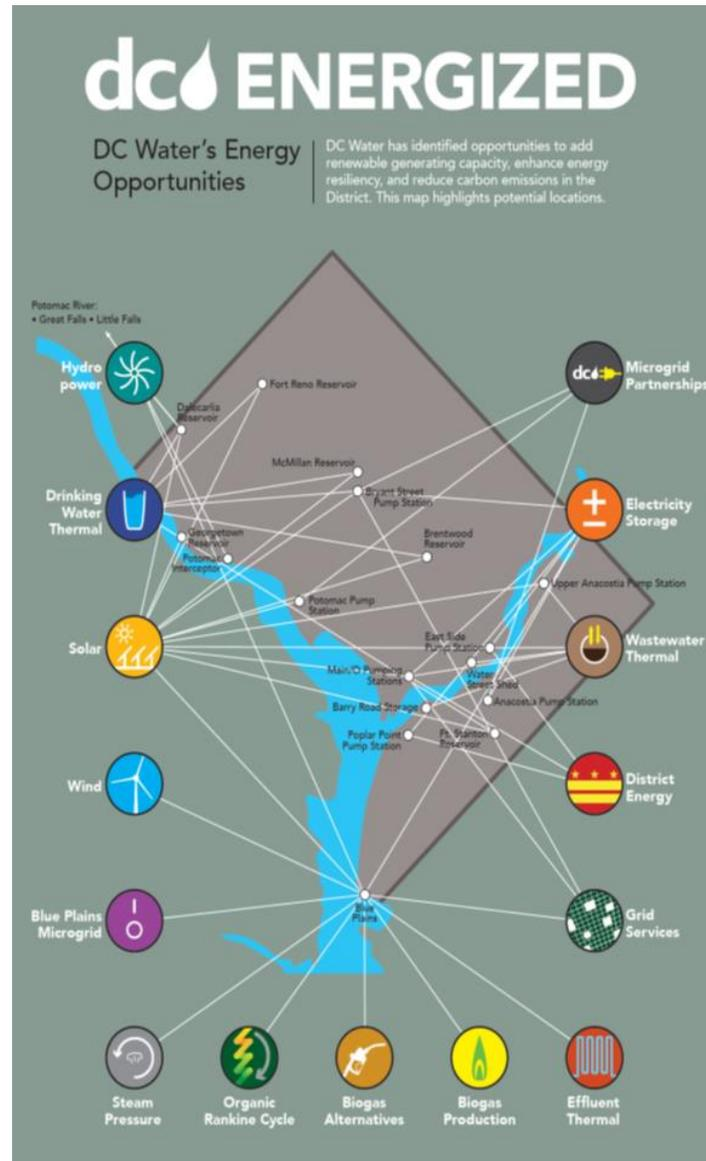 dc ENERGIZED
DC Water's Energy
Opportunities
DC Water has identified opportunities to add
renewable generating capacity, enhance energy
resiliency, and reduce carbon emissions in the
District. This map highlights potential locations.
Potomac River:
• Great Falls • Little Falls
Hydro
power
Fort Reno Reservoir
dc
Microgrid
Partnerships
Dalecarlia
Reservoir
McMillan Reservoir
Bryant Street
Pump Station
Drinking
Water
Thermal
Electricity
Storage
Georgetown
Reservoir
Potomac
Interceptor
Brentwood
Reservoir
Upper Anacostia Pump Station
Potomac Pump
Station
Solar
East Side
Pump Station
Wastewater
Thermal
Main/O Pumping
Stations
Water
Street Shed
Anacostia Pump Station
Barry Road Storage
Poplar Point
Pump Station
Ft. Stanton
Reservoir
Wind
District
Energy
Blue
Plains
Blue Plains
Microgrid
Grid
Services
Steam
Pressure
Organic
Rankine Cycle
Biogas
Alternatives
Biogas
Production
Effluent
Thermal